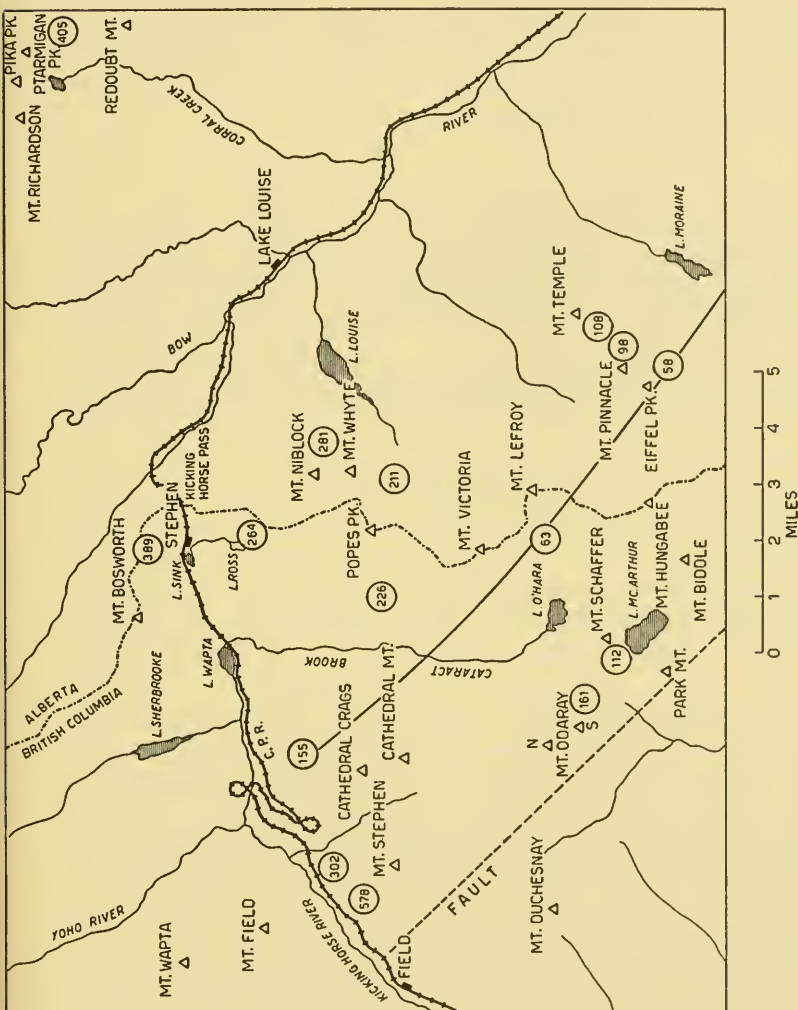 PIKA PK.
PTARMIGAN
PK.
405
REDOUBT MT.
MT. RICHARDSON
CORRAL CREEK
RIVER
LAKE LOUISE
BOW
L. LOUISE
L. MORAINE
MT. TEMPLE
108
98
MT. PINNACLE
58
EIFFEL PK.
KICKING
HORSE PASS
MT. NIBLOCK
281
MT. WHYTE
211
MT. LEFROY
STEPHEN
MT. BOSWORTH
389
L. SINK
L. ROSS
264
POPES PK.
226
MT. VICTORIA
63
L. O'HARA
MT. SCHAFFER
112
L. MC. ARTHUR
MT. HUNGABEE
MT. BIDDLE
ALBERTA
BRITISH COLUMBIA
L. SHERBROOKE
L. WAPTA
CATARACT
BROOK
C. P. R.
155
CATHEDRAL CRAGS
CATHEDRAL MT.
161
N
MT. ODARAY
S
PARK MT.
YOHO RIVER
302
578
MT. STEPHEN
MT. WAPTA
MT. FIELD
KICKING HORSE RIVER
FIELD
FAULT
MT. DUCHESNAY
0 1 2 3 4 5
MILES